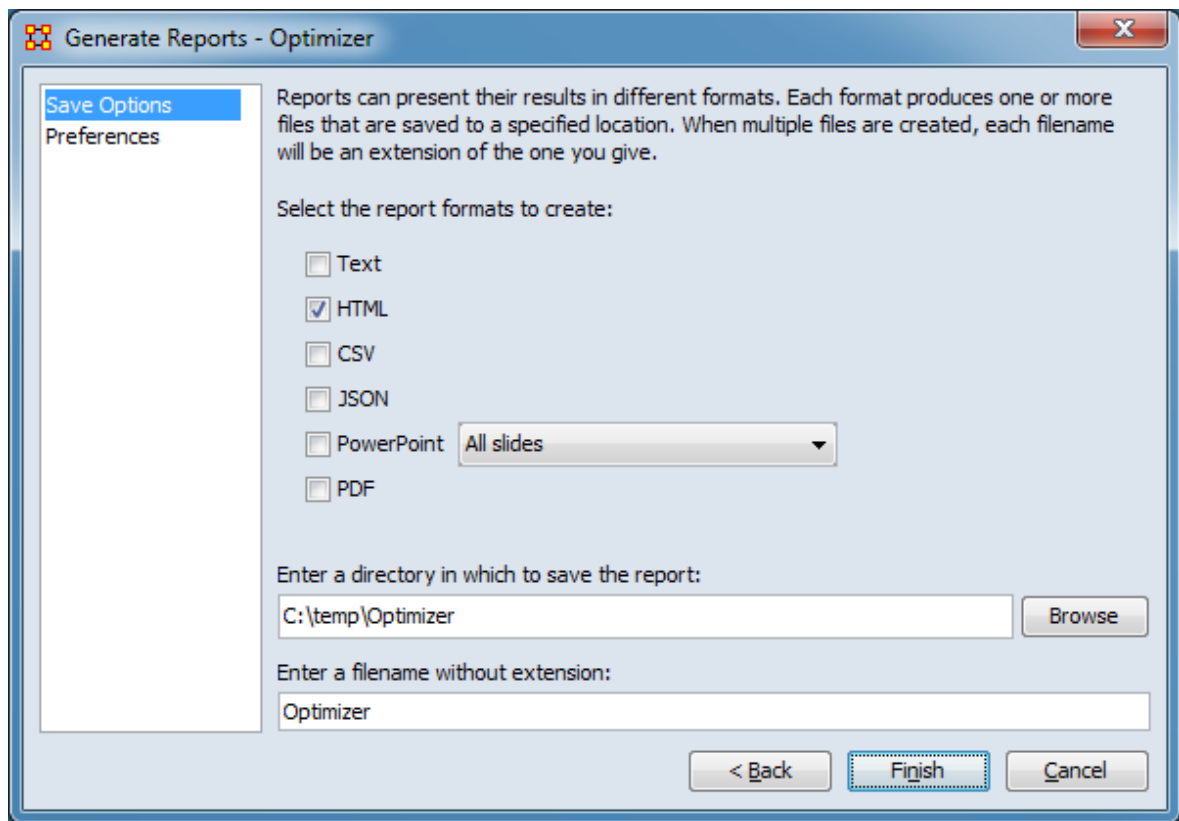 Generate Reports - Optimizer
X
Save Options
Preferences
Reports can present their results in different formats. Each format produces one or more
files that are saved to a specified location. When multiple files are created, each filename
will be an extension of the one you give.
Select the report formats to create:
Text
HTML
CSV
JSON
PowerPoint All slides
PDF
Enter a directory in which to save the report:
C:\temp\Optimizer Browse
Enter a filename without extension:
Optimizer
< Back Finish Cancel